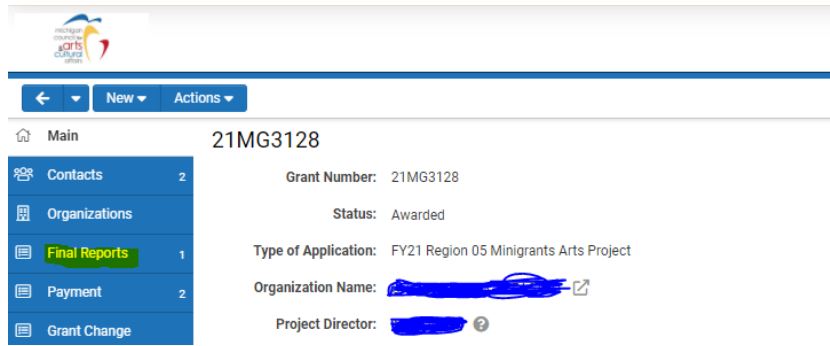 michigan
council for
arts
cultural
affairs
New Actions
Main
21MG3128
Grant Number: 21MG3128
Contacts 2
Status: Awarded
Organizations
Final Reports 1
Type of Application: FY21 Region 05 Minigrants Arts Project
Organization Name:
Payment 2
Project Director:
Grant Change